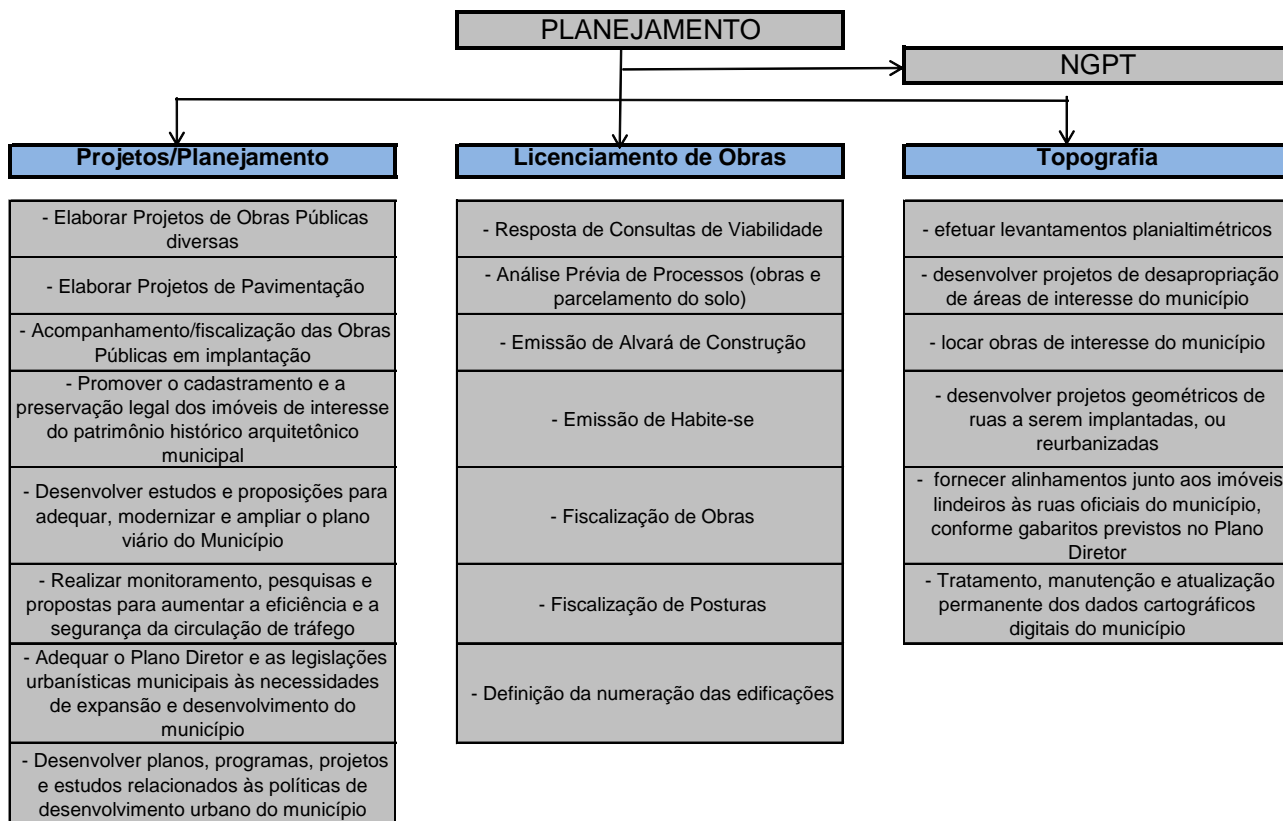 PLANEJAMENTO
NGPT
Projetos/Planejamento
- Elaborar Projetos de Obras Públicas
diversas
- Elaborar Projetos de Pavimentação
- Acompanhamento/fiscalização das Obras
Públicas em implantação
- Promover o cadastramento e a
preservação legal dos imóveis de interesse
do patrimônio histórico arquitetônico
municipal
- Desenvolver estudos e proposições para
adequar, modernizar e ampliar o plano
viário do Município
- Realizar monitoramento, pesquisas e
propostas para aumentar a eficiência e a
segurança da circulação de tráfego
- Adequar o Plano Diretor e as legislações
urbanísticas municipais às necessidades
de expansão e desenvolvimento do
município
- Desenvolver planos, programas, projetos
e estudos relacionados às políticas de
desenvolvimento urbano do município
Licenciamento de Obras
- Resposta de Consultas de Viabilidade
- Análise Prévia de Processos (obras e
parcelamento do solo)
- Emissão de Alvará de Construção
- Emissão de Habite-se
- Fiscalização de Obras
- Fiscalização de Posturas
- Definição da numeração das edificações
Topografia
- efetuar levantamentos planialtimétricos
- desenvolver projetos de desapropriação
de áreas de interesse do município
- locar obras de interesse do município
- desenvolver projetos geométricos de
ruas a serem implantadas, ou
reurbanizadas
- fornecer alinhamentos junto aos imóveis
lindeiros às ruas oficiais do município,
conforme gabaritos previstos no Plano
Diretor
- Tratamento, manutenção e atualização
permanente dos dados cartográficos
digitais do município